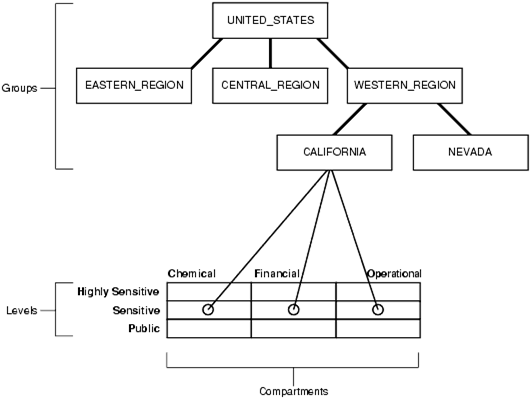 UNITED_STATES
Groups
EASTERN_REGION
CENTRAL_REGION
WESTERN_REGION
CALIFORNIA
NEVADA
Chemical
Financial
Operational
Levels
Highly Sensitive
Sensitive
Public
Compartments